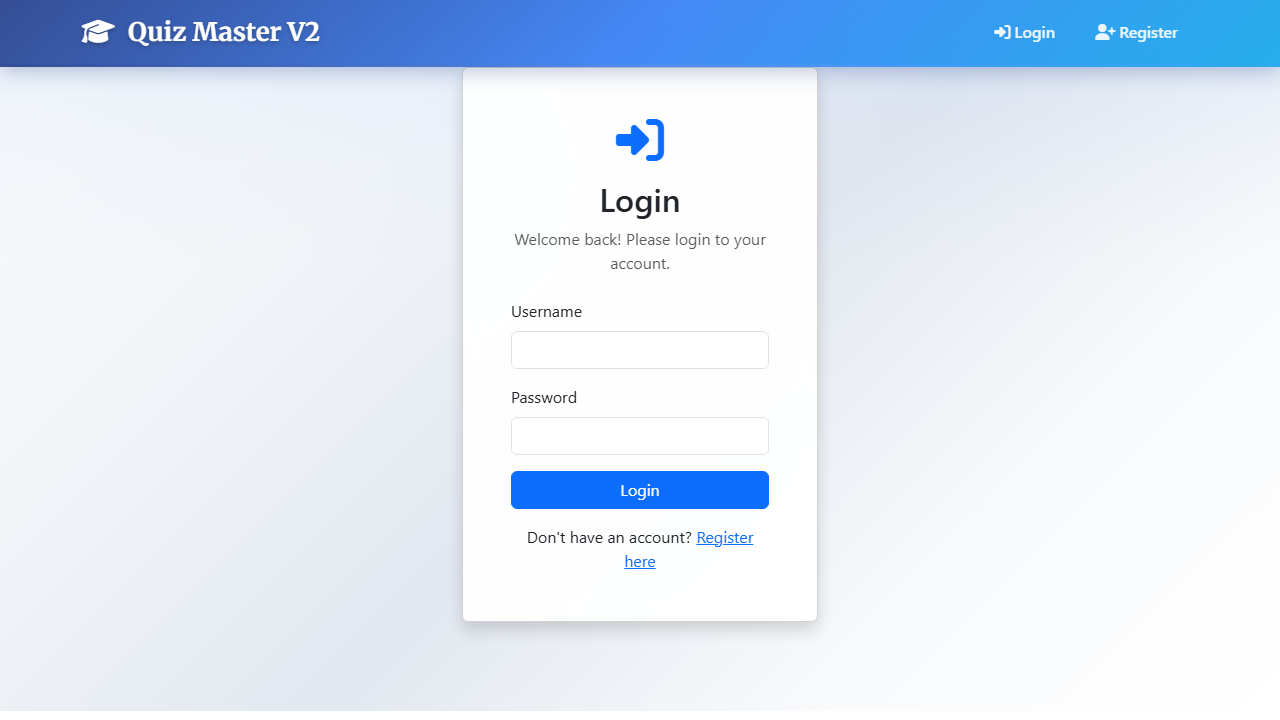 Quiz Master V2
Login
Register
Login
Welcome back! Please login to your
account.
Username
Password
Login
Don't have an account? Register
here